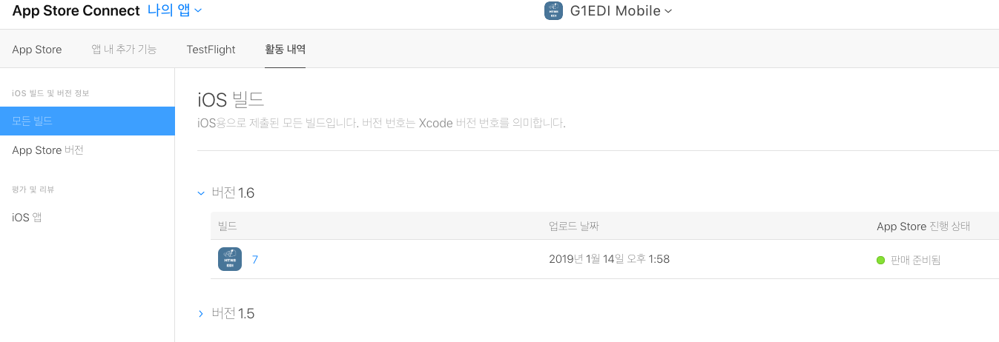 App Store Connect 나의 앱
G1EDI Mobile
App Store 앱 내 추가 기능 TestFlight 활동 내역
iOS 빌드 및 버전 정보
모든 빌드
App Store 버전
평가 및 리뷰
iOS 앱
iOS 빌드
iOS용으로 제출된 모든 빌드입니다. 버전 번호는 Xcode 버전 번호를 의미합니다.
버전 1.6
빌드 업로드 날짜 App Store 진행 상태
HTNS
EDI
7 2019년 1월 14일 오후 1:58 판매 준비됨
버전 1.5